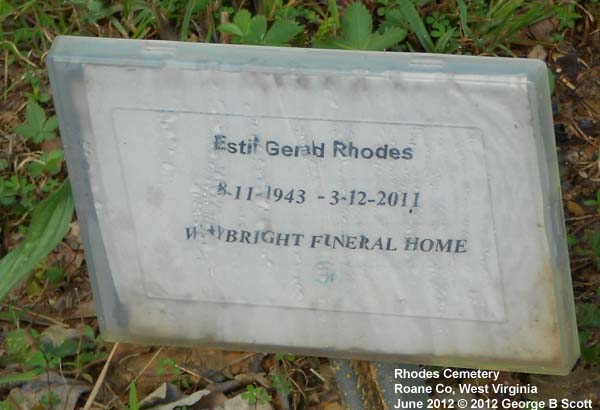 Gerald Rhodes
-11-1943 - 3-12-2011
WAYBRIGHT FUNERAL HOME
Rhodes Cemetery
Roane Co, West Virginia
June 2012 © 2012 George B Scott